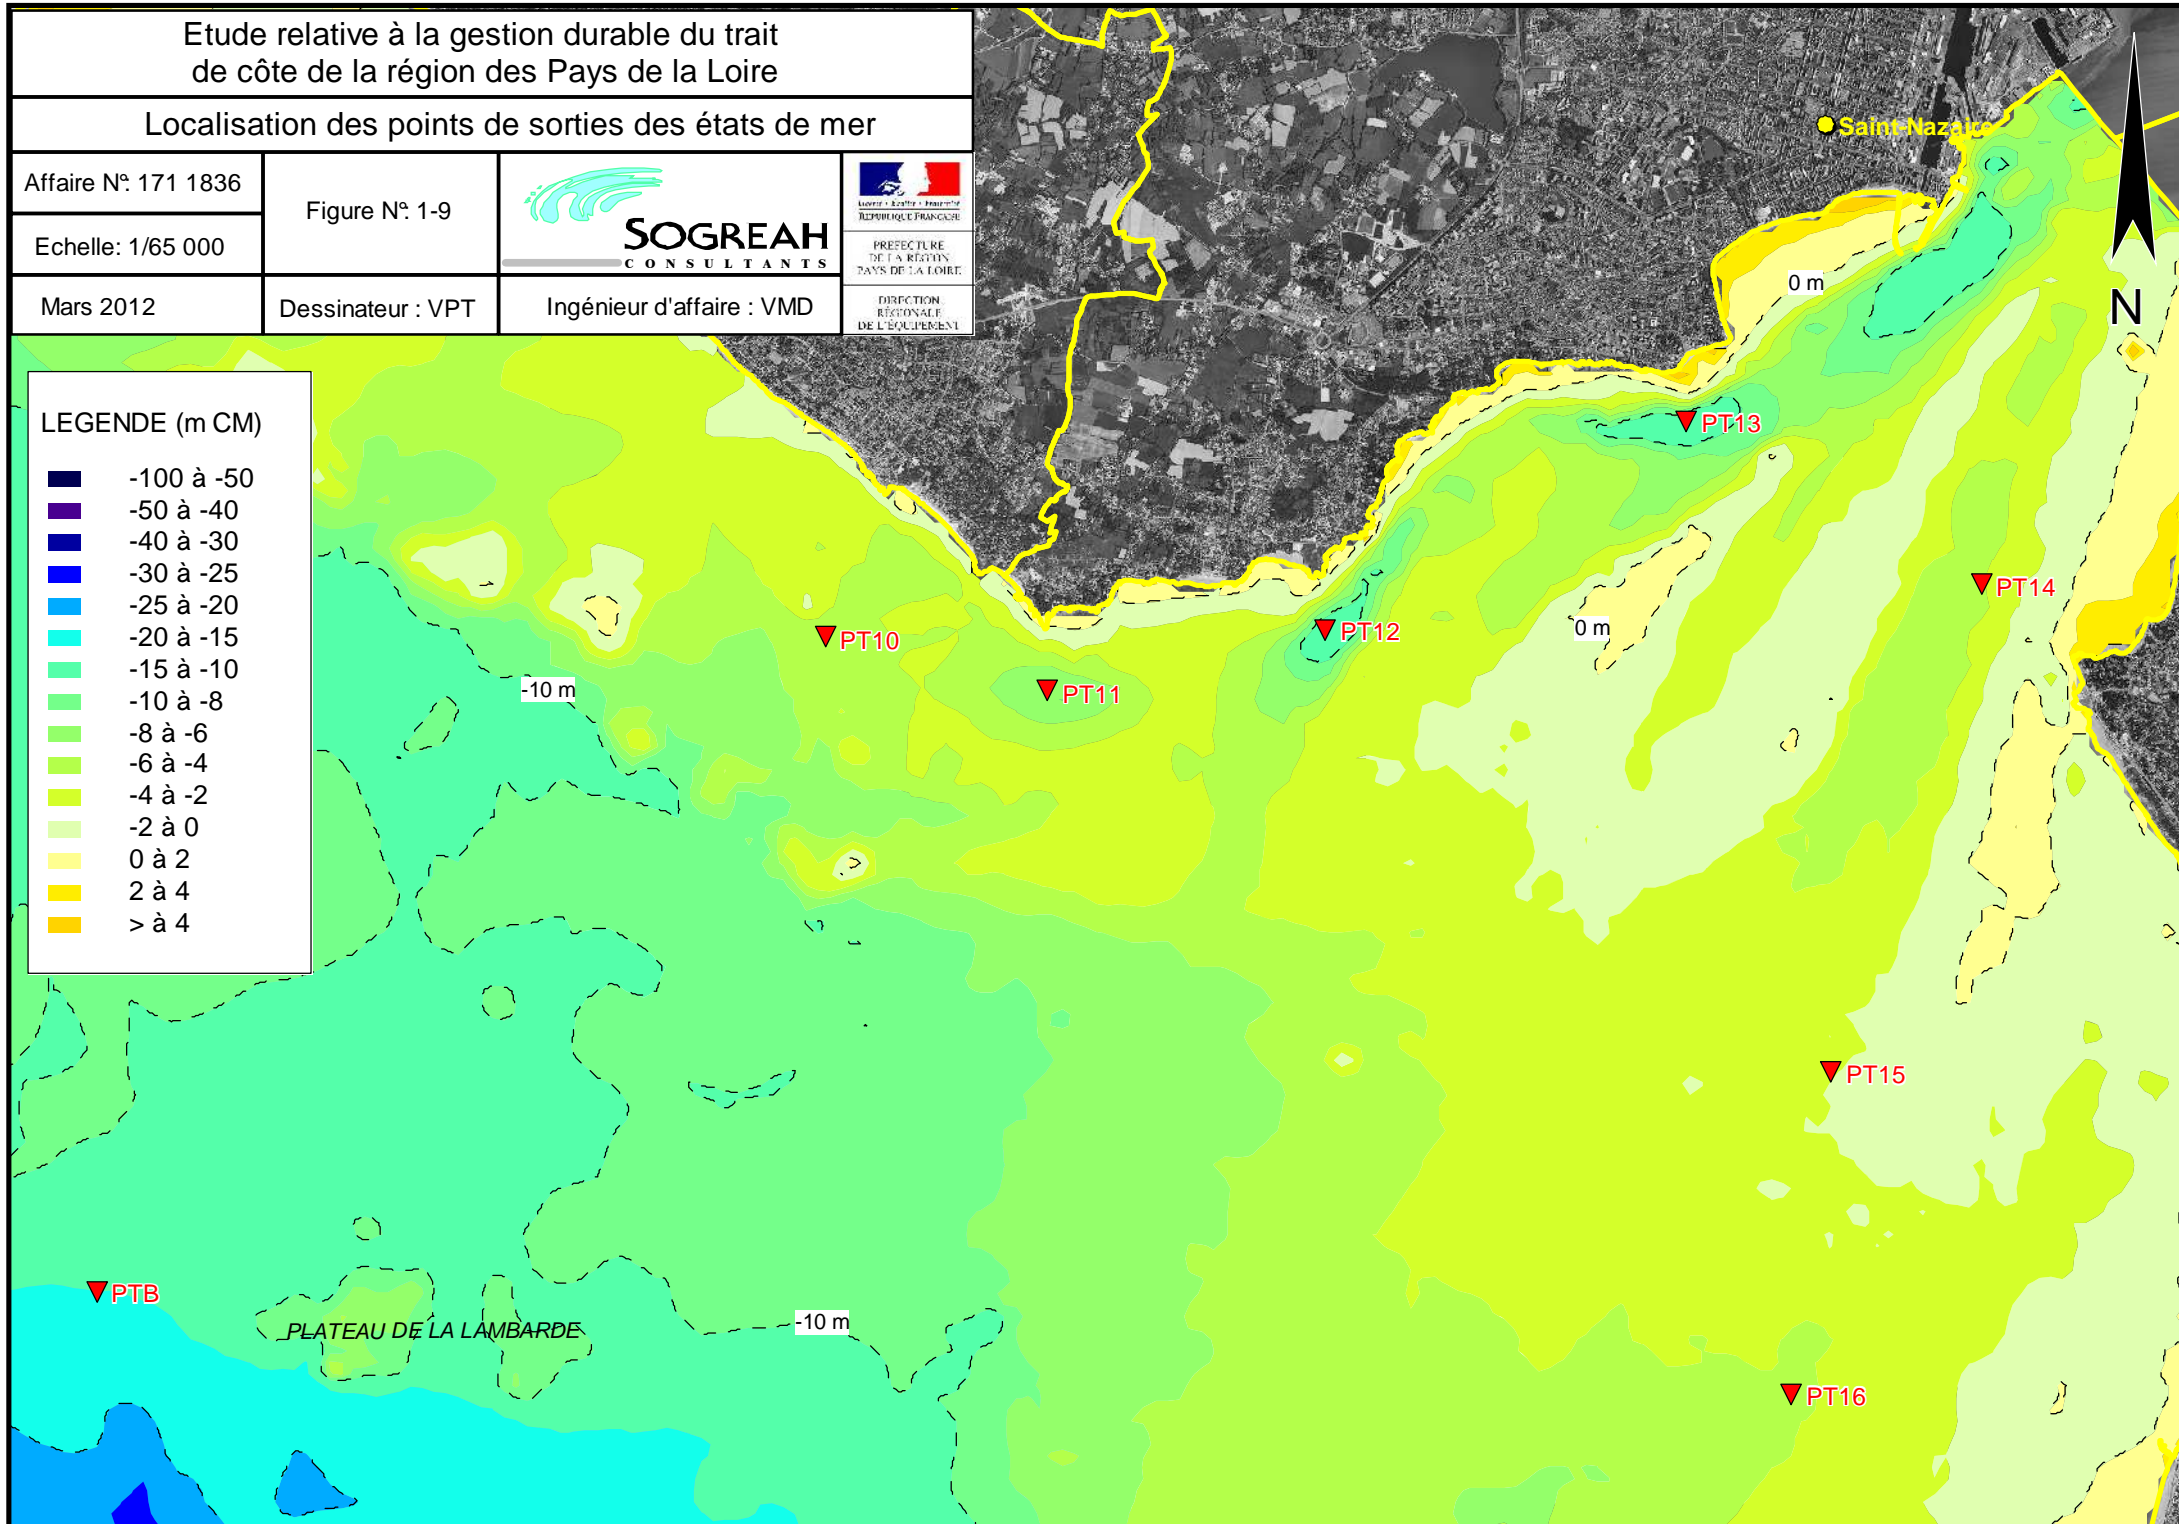 Etude relative à la gestion durable du trait
de côte de la région des Pays de la Loire
Localisation des points de sorties des états de mer
Affaire N°: 171 1836
Echelle: 1/65 000
Mars 2012
Figure N°: 1-9
Dessinateur : VPT
SOGREAH
CONSULTANTS
Ingénieur d'affaire : VMD
Liberté • Égalité • Fraternité
RÉPUBLIQUE FRANÇAISE
PREFECTURE
DE LA RÉGION
PAYS DE LA LOIRE
DIRECTION
RÉGIONALE
DE L'ÉQUIPEMENT
Saint-Nazaire
N
0 m
LEGENDE (m CM)
-100 à -50
-50 à -40
-40 à -30
-30 à -25
-25 à -20
-20 à -15
-15 à -10
-10 à -8
-8 à -6
-6 à -4
-4 à -2
-2 à 0
0 à 2
2 à 4
> à 4
PT13
PT14
PT10
PT12
0 m
-10 m
PT11
PT15
PTB
PLATEAU DE LA LAMBARDE
-10 m
PT16